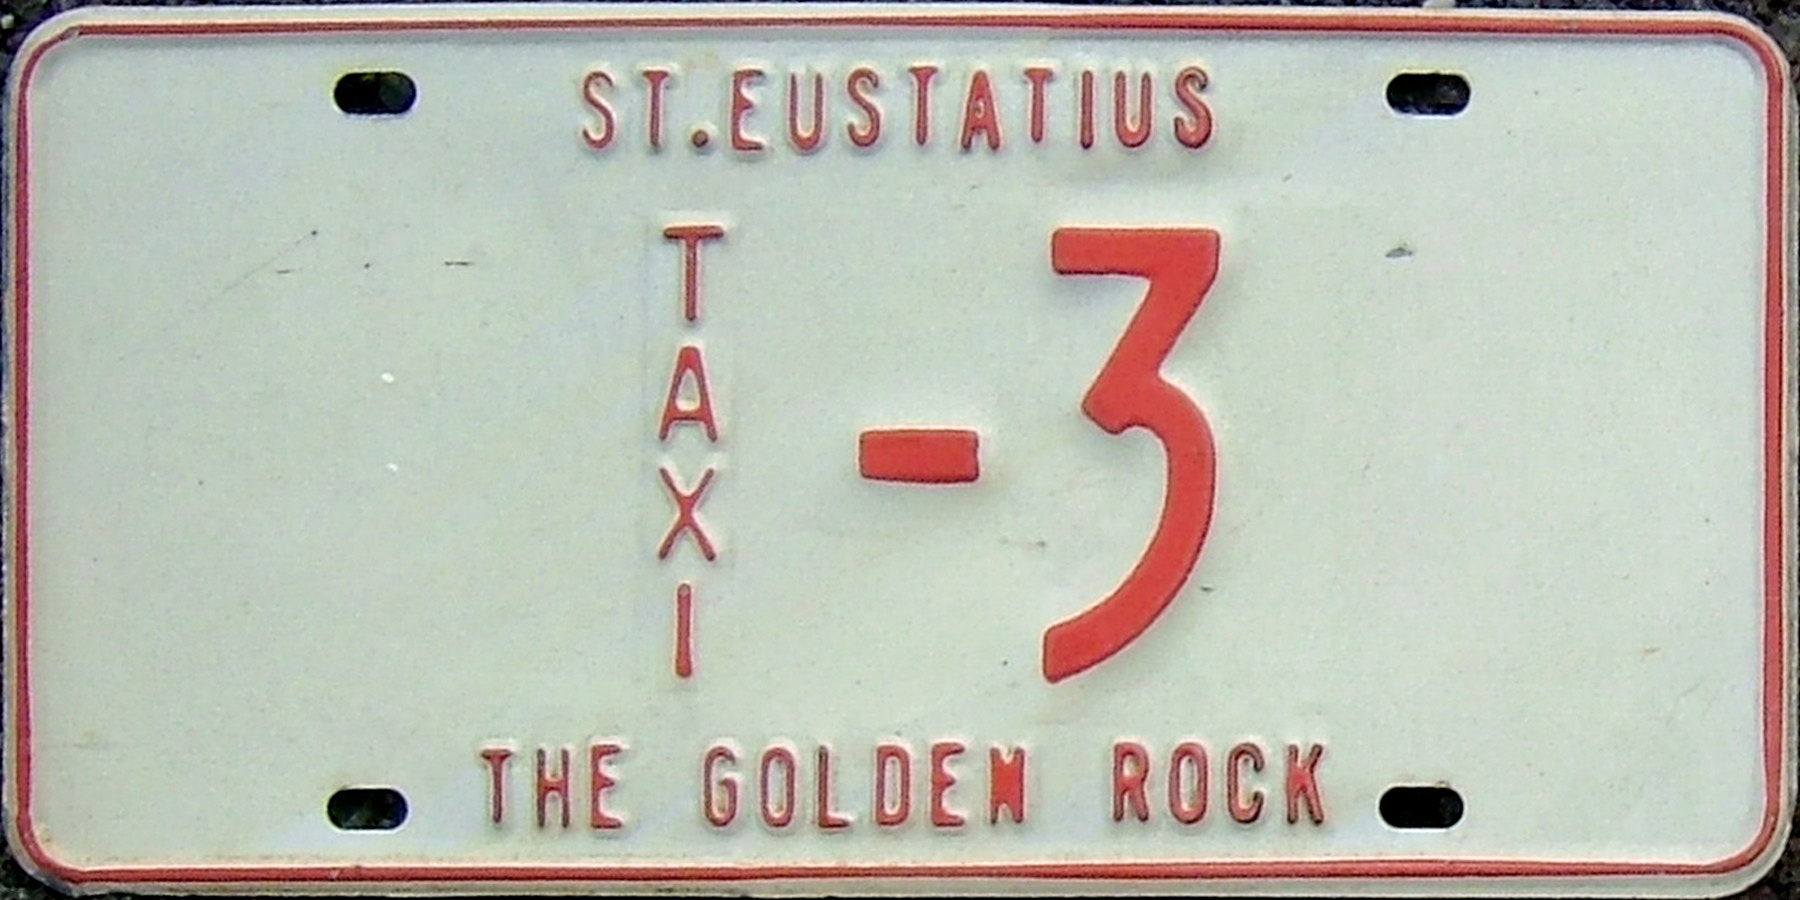 ST.EUSTATIUS
TAXI -3
THE GOLDEN ROCK